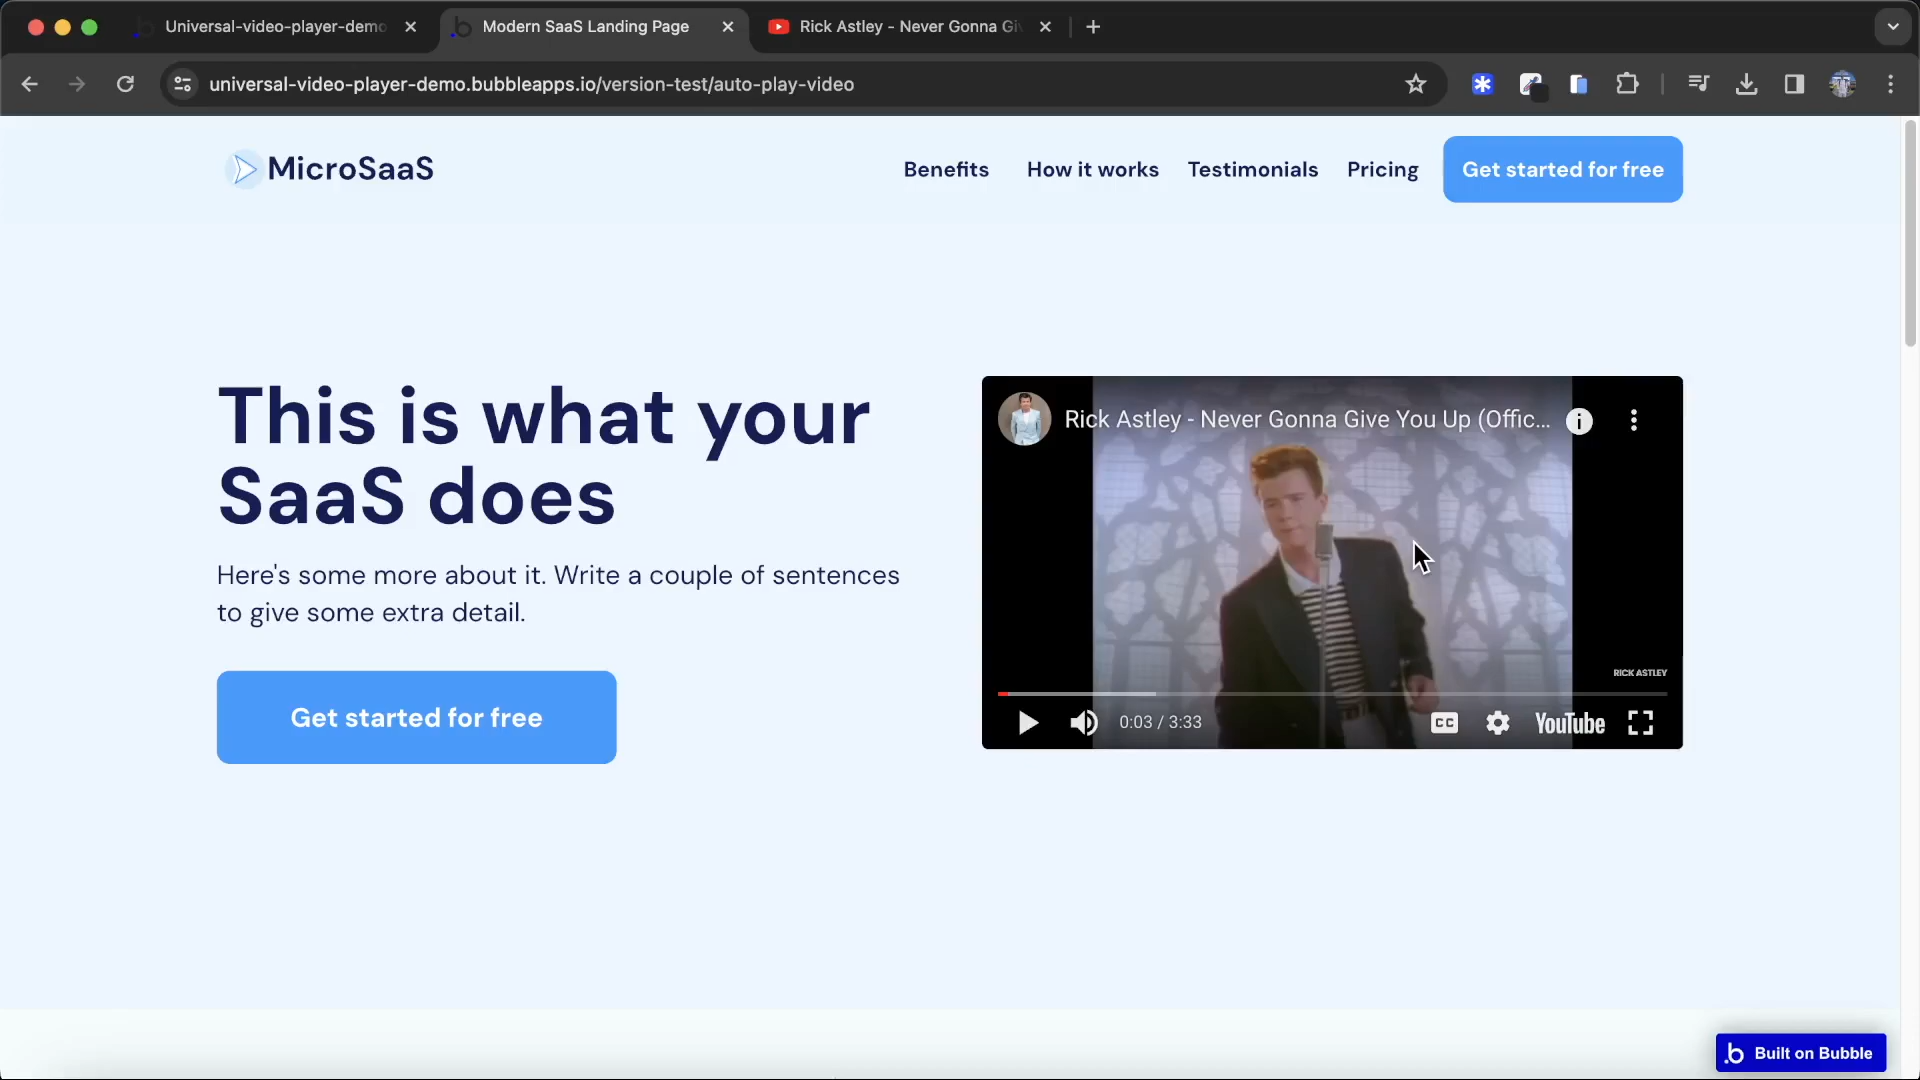 Universal-video-player-demo
Modern SaaS Landing Page
Rick Astley - Never Gonna Gi
universal-video-player-demo.bubbleapps.io/version-test/auto-play-video
MicroSaaS
Benefits
How it works
Testimonials
Pricing
Get started for free
This is what your
SaaS does
Here's some more about it. Write a couple of sentences
to give some extra detail.
Get started for free
Rick Astley - Never Gonna Give You Up (Offic...
RICK ASTLEY
0:03 / 3:33
CC
YouTube
b Built on Bubble